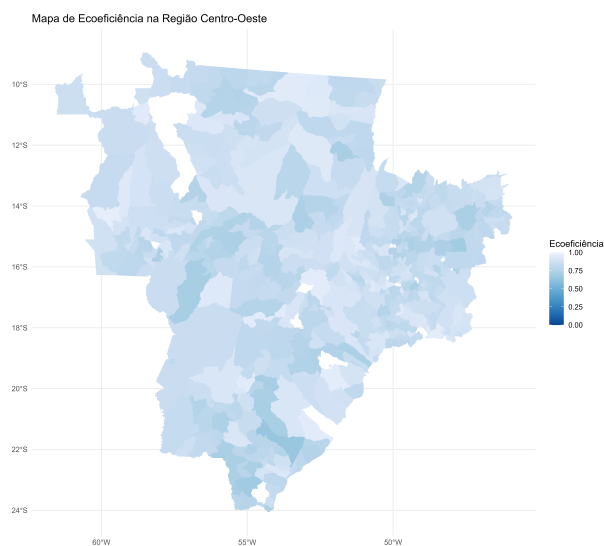 Mapa de Ecoeficiência na Região Centro-Oeste
10°S
12°S
14°S
16°S
18°S
20°S
22°S
24°S
60°W
55°W
50°W
Ecoeficiência
1.00
0.75
0.50
0.25
0.00